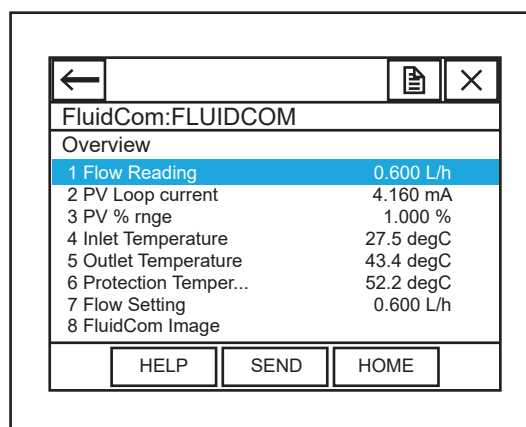 FluidCom:FLUIDCOM
Overview
1 Flow Reading 0.600 L/h
2 PV Loop current 4.160 mA
3 PV % rnge 1.000 %
4 Inlet Temperature 27.5 degC
5 Outlet Temperature 43.4 degC
6 Protection Temper... 52.2 degC
7 Flow Setting 0.600 L/h
8 FluidCom Image
HELP SEND HOME